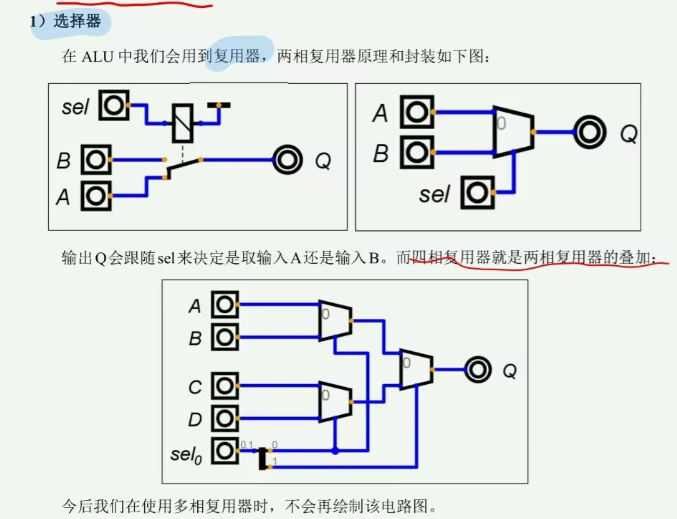 1）选择器
在 ALU 中我们会用到复用器，两相复用器原理和封装如下图：
sel
B
A
Q
A
B
0
sel
Q
输出Q会跟随sel来决定是取输入A还是输入B。而四相复用器就是两相复用器的叠加：
A
B
0
C
D
0
0
Q
sel₀
0,1
0
1
今后我们在使用多相复用器时，不会再绘制该电路图。